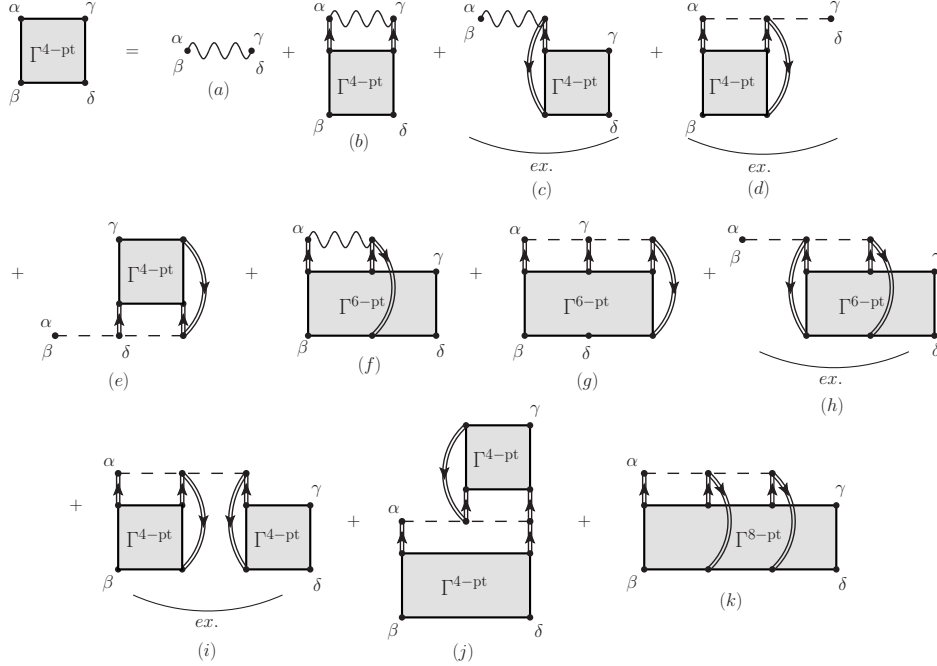 α γ α γ α γ α γ
Γ⁴⁻ᵖᵗ = α γ + Γ⁴⁻ᵖᵗ + β Γ⁴⁻ᵖᵗ + Γ⁴⁻ᵖᵗ δ
β δ
β δ (a) β δ δ β
(b) ex. ex.
(c) (d)
γ α γ α
+ Γ⁴⁻ᵖᵗ + γ + + β γ
α Γ⁶⁻ᵖᵗ Γ⁶⁻ᵖᵗ Γ⁶⁻ᵖᵗ
β δ β δ β δ δ
(e) (f) (g) ex.
(h)
γ
α Γ⁴⁻ᵖᵗ α
+ γ + α + γ
Γ⁴⁻ᵖᵗ Γ⁴⁻ᵖᵗ Γ⁸⁻ᵖᵗ
β δ Γ⁴⁻ᵖᵗ β δ
ex. β δ (k)
(i) (j)